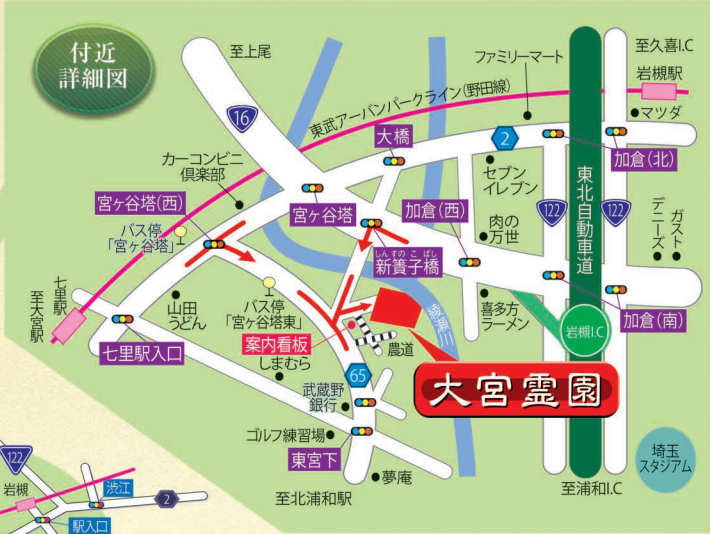 付近
詳細図
至上尾
16
東武アーバンパークライン(野田線)
ファミリーマート
至久喜I.C
岩槻駅
マツダ
大橋
2
加倉(北)
セブン
イレブン
カーコンビニ
倶楽部
宮ヶ谷塔(西)
バス停
「宮ヶ谷塔」
宮ヶ谷塔
加倉(西)
肉の
万世
122
東北自動車道
122
デニーズ
ガスト
しんすのこばし
新簀子橋
七里駅
至大宮駅
山田
うどん
バス停
「宮ヶ谷塔東」
綾瀬川
喜多方
ラーメン
岩槻I.C
加倉(南)
七里駅入口
案内看板
農道
しまむら
65
大宮霊園
武蔵野
銀行
ゴルフ練習場
東宮下
夢庵
至北浦和駅
至浦和I.C
埼玉
スタジアム
122
岩槻
渋江
2
駅入口